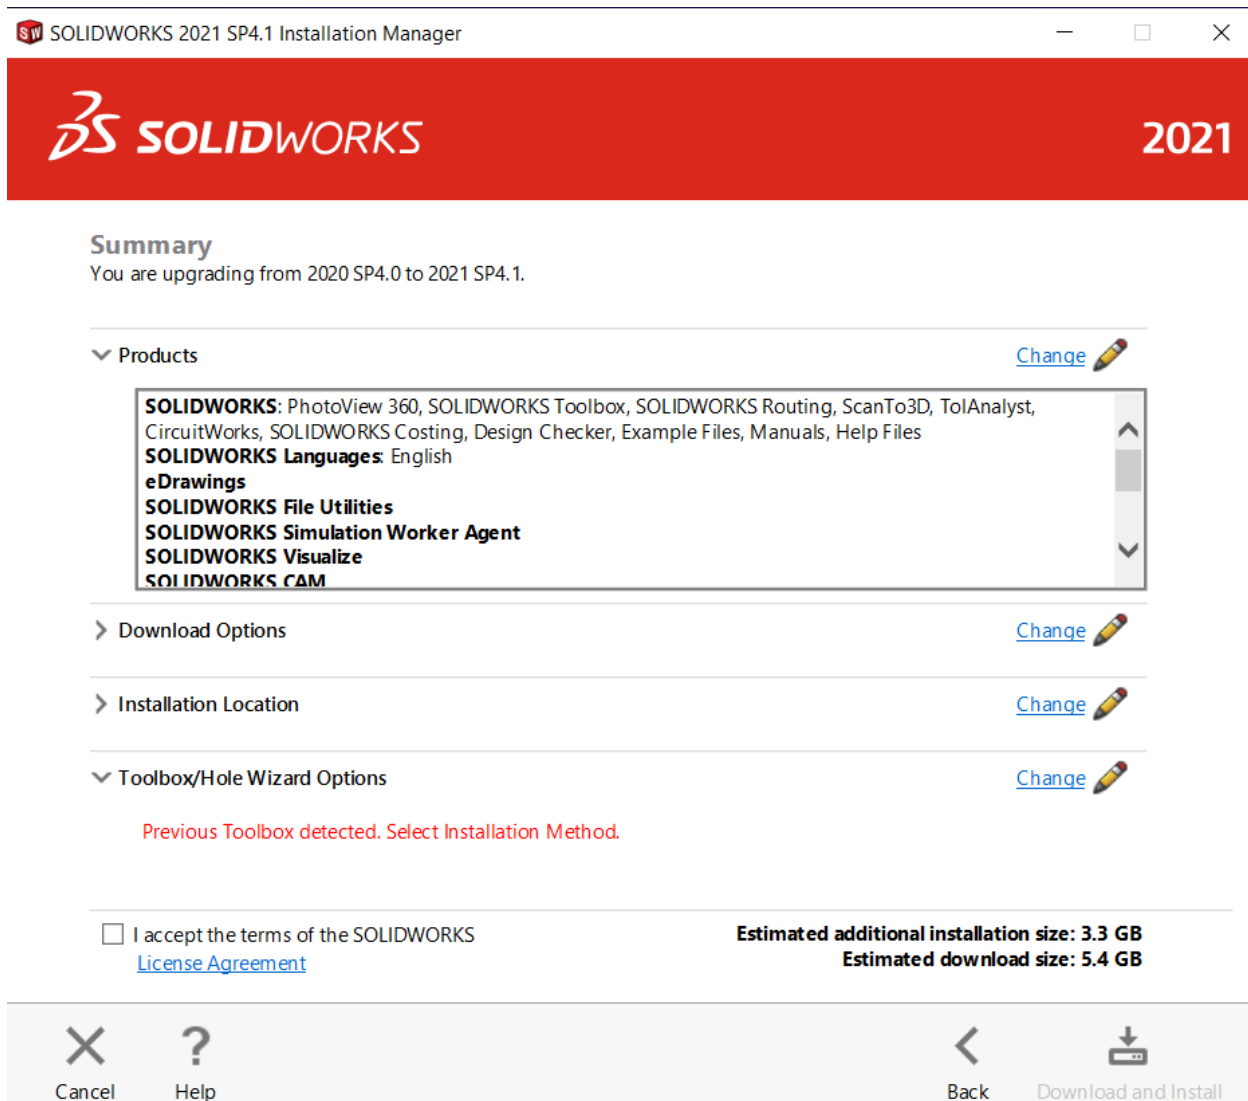 SOLIDWORKS 2021 SP4.1 Installation Manager
SOLIDWORKS
2021
Summary
You are upgrading from 2020 SP4.0 to 2021 SP4.1.
Products
Change
SOLIDWORKS: PhotoView 360, SOLIDWORKS Toolbox, SOLIDWORKS Routing, ScanTo3D, TolAnalyst,
CircuitWorks, SOLIDWORKS Costing, Design Checker, Example Files, Manuals, Help Files
SOLIDWORKS Languages: English
eDrawings
SOLIDWORKS File Utilities
SOLIDWORKS Simulation Worker Agent
SOLIDWORKS Visualize
SOLIDWORKS CAM
Download Options
Change
Installation Location
Change
Toolbox/Hole Wizard Options
Change
Previous Toolbox detected. Select Installation Method.
I accept the terms of the SOLIDWORKS
License Agreement
Estimated additional installation size: 3.3 GB
Estimated download size: 5.4 GB
Cancel
Help
Back
Download and Install